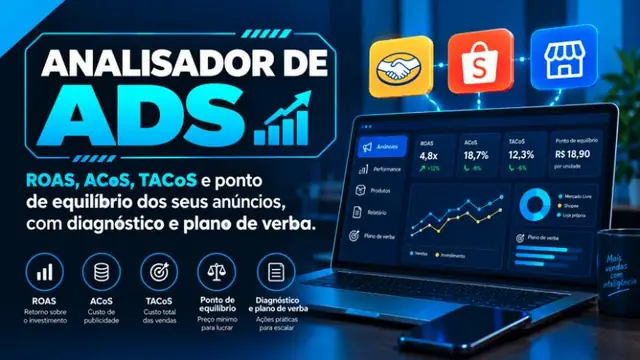 ANALISADOR DE
ADS
ROAS, ACoS, TACoS e ponto
de equilíbrio dos seus anúncios,
com diagnóstico e plano de verba.
ROAS
Retorno sobre
o investimento
ACoS
Custo de
publicidade
TACoS
Custo total
das vendas
Ponto de
equilíbrio
Preço mínimo
para lucrar
Diagnóstico
e plano de verba
Ações práticas
para escalar
S
Anúncios
Performance
Produtos
Relatório
Plano de verba
ROAS
4,8x
+12%
ACoS
18,7%
-8%
TACoS
12,3%
-6%
Ponto de equilíbrio
R$ 18,90
por unidade
Vendas
Investimento
Mercado Livre
Shopee
Loja própria
Plano de verba
Mais
vendas
com
inteligência